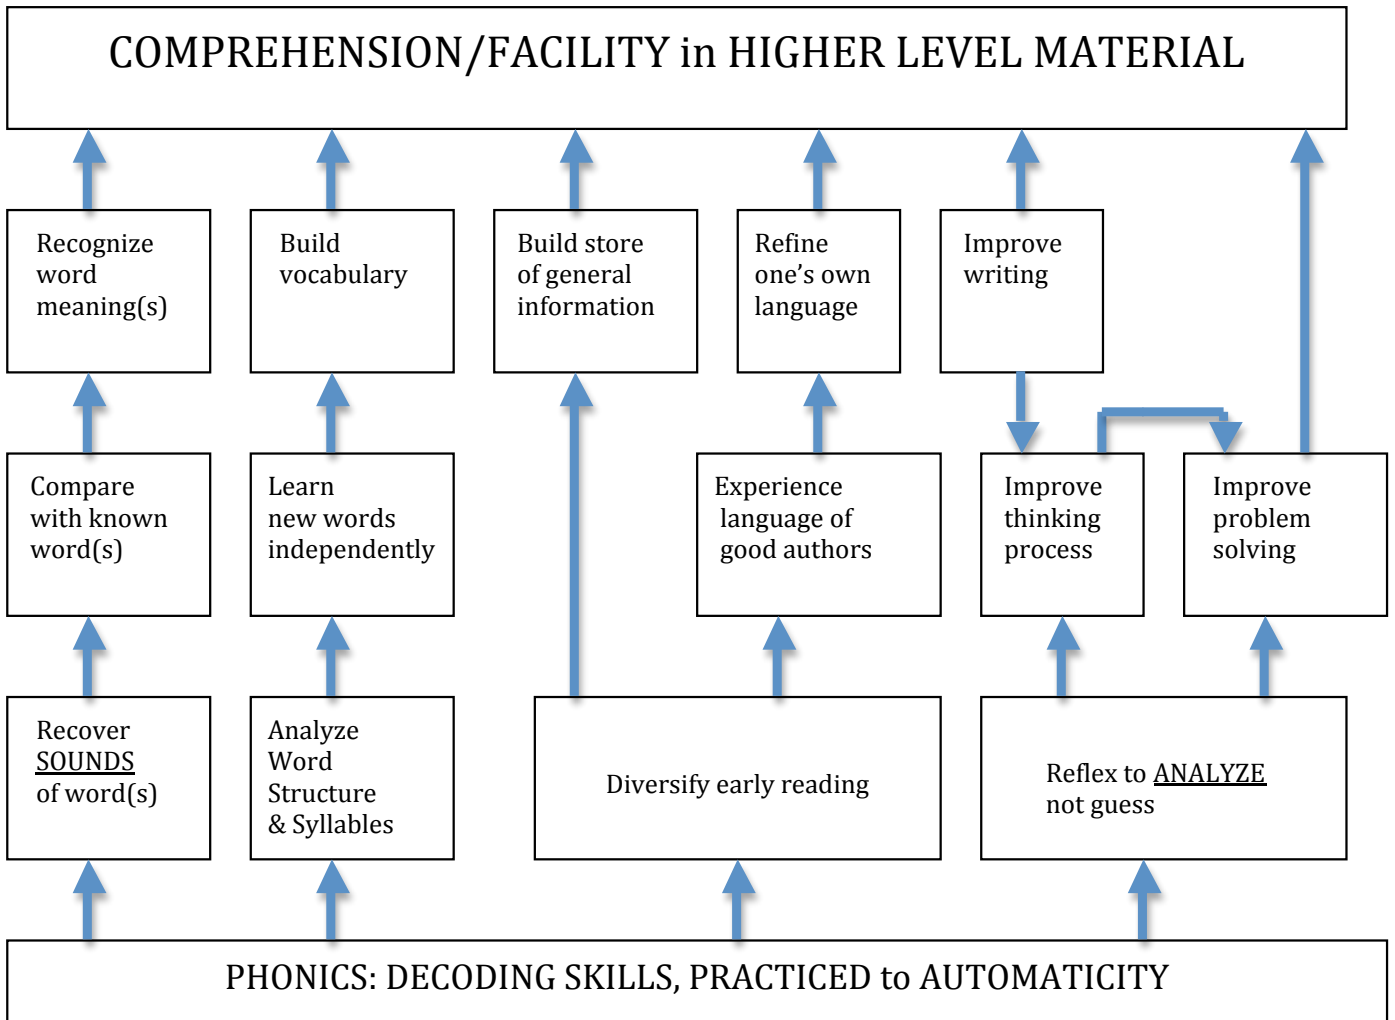 COMPREHENSION/FACILITY in HIGHER LEVEL MATERIAL
Recognize
word
meaning(s)
Build
vocabulary
Build store
of general
information
Refine
one’s own
language
Improve
writing
Compare
with known
word(s)
Learn
new words
independently
Experience
language of
good authors
Improve
thinking
process
Improve
problem
solving
Recover
SOUNDS
of word(s)
Analyze
Word
Structure
& Syllables
Diversify early reading
Reflex to ANALYZE
not guess
PHONICS: DECODING SKILLS, PRACTICED to AUTOMATICITY